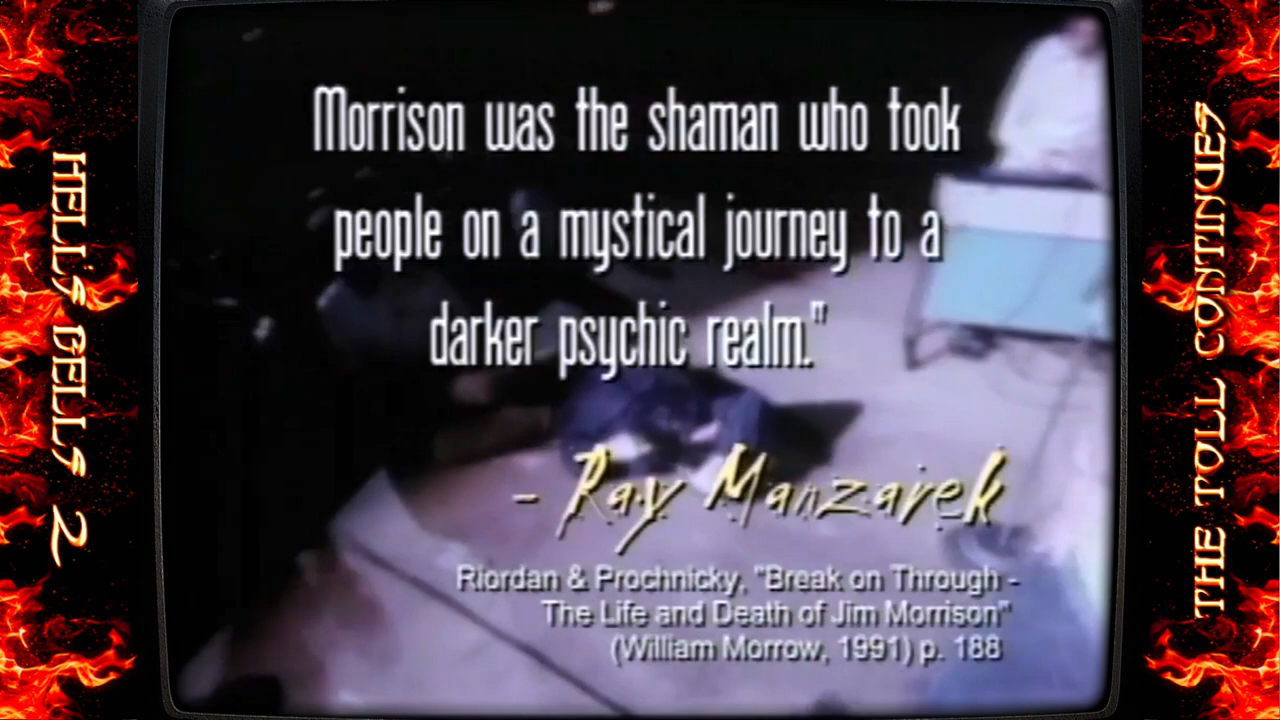 HELL'S BELLS 2
Morrison was the shaman who took
people on a mystical journey to a
darker psychic realm."
- Ray Manzarek
Riordan & Prochnicky, "Break on Through -
The Life and Death of Jim Morrison"
(William Morrow, 1991) p. 188
THE TOLL CONTINUES